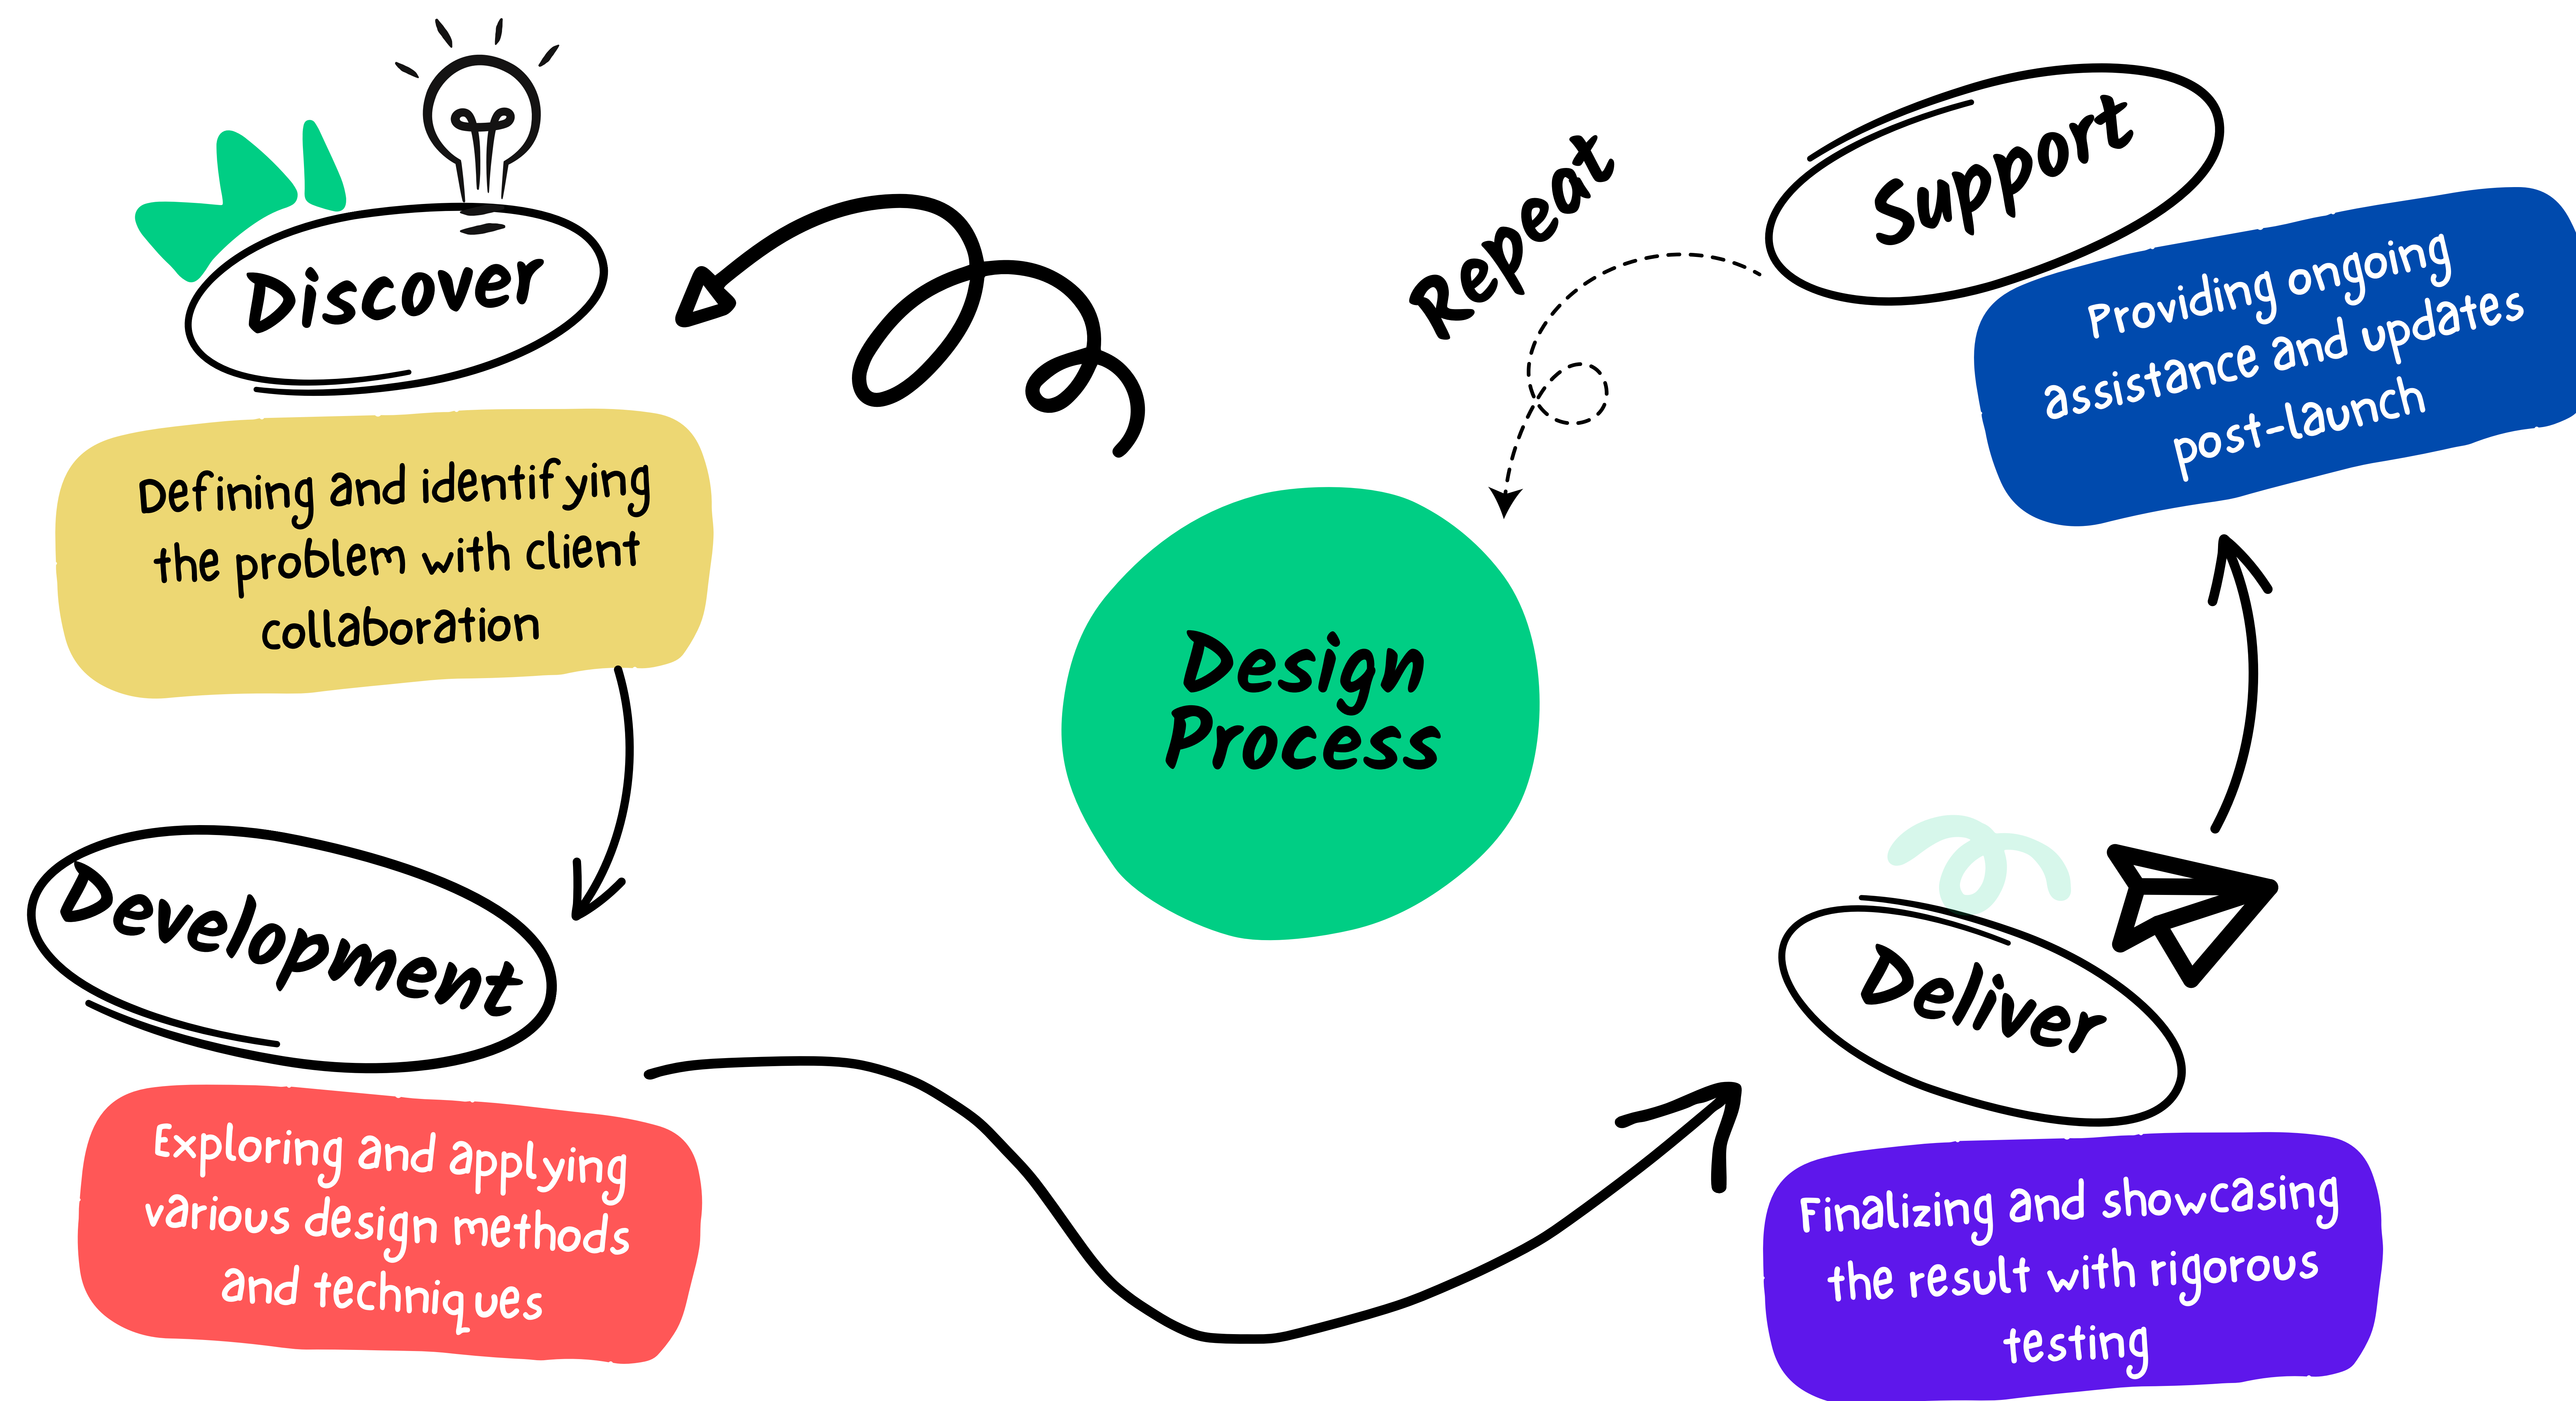 Design
Process
Discover
Defining and identifying
the problem with client
collaboration
Development
Exploring and applying
various design methods
and techniques
Deliver
Finalizing and showcasing
the result with rigorous
testing
Support
Providing ongoing
assistance and updates
post-launch
Repeat